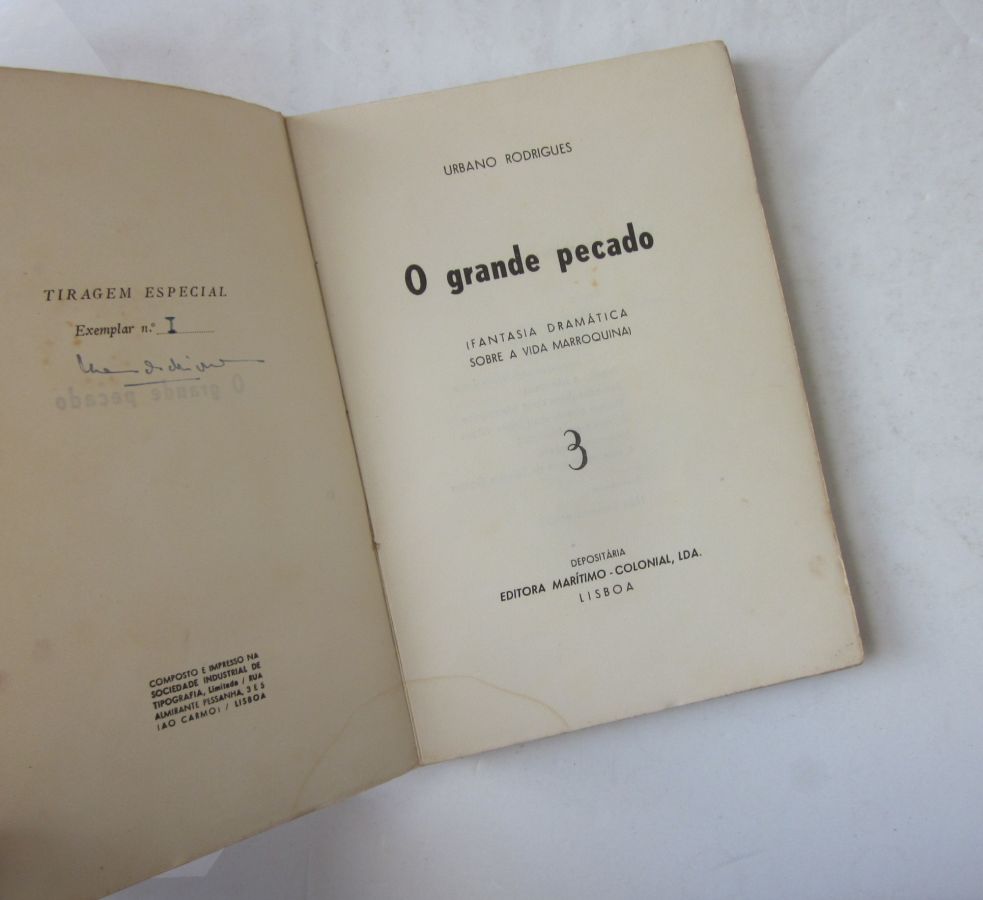 TIRAGEM ESPECIAL
Exemplar n.º I
O grande pecado
COMPOSTO E IMPRESSO NA
SOCIEDADE INDUSTRIAL DE
TIPOGRAFIA, Limitada / RUA
ALMIRANTE PESSANHA, 3 E 5
(AO CARMO) / LISBOA
URBANO RODRIGUES
O grande pecado
(FANTASIA DRAMÁTICA
SOBRE A VIDA MARROQUINA)
3
DEPOSITÁRIA
EDITORA MARÍTIMO-COLONIAL, LDA.
LISBOA